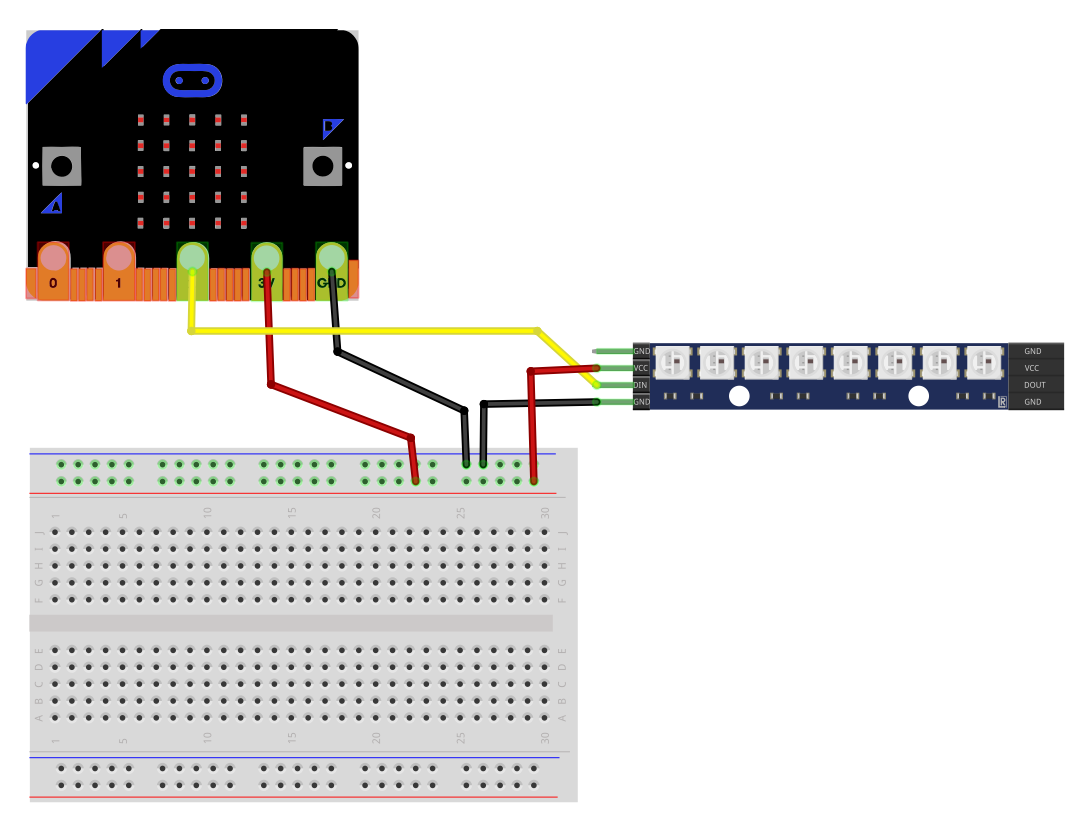 B
A
0 1 3V GND
GND GND
VCC VCC
DIN DOUT
GND GND
R
1 5 10 15 20 25 30
J J
I I
H H
G G
F F
E E
D D
C C
B B
A A
1 5 10 15 20 25 30